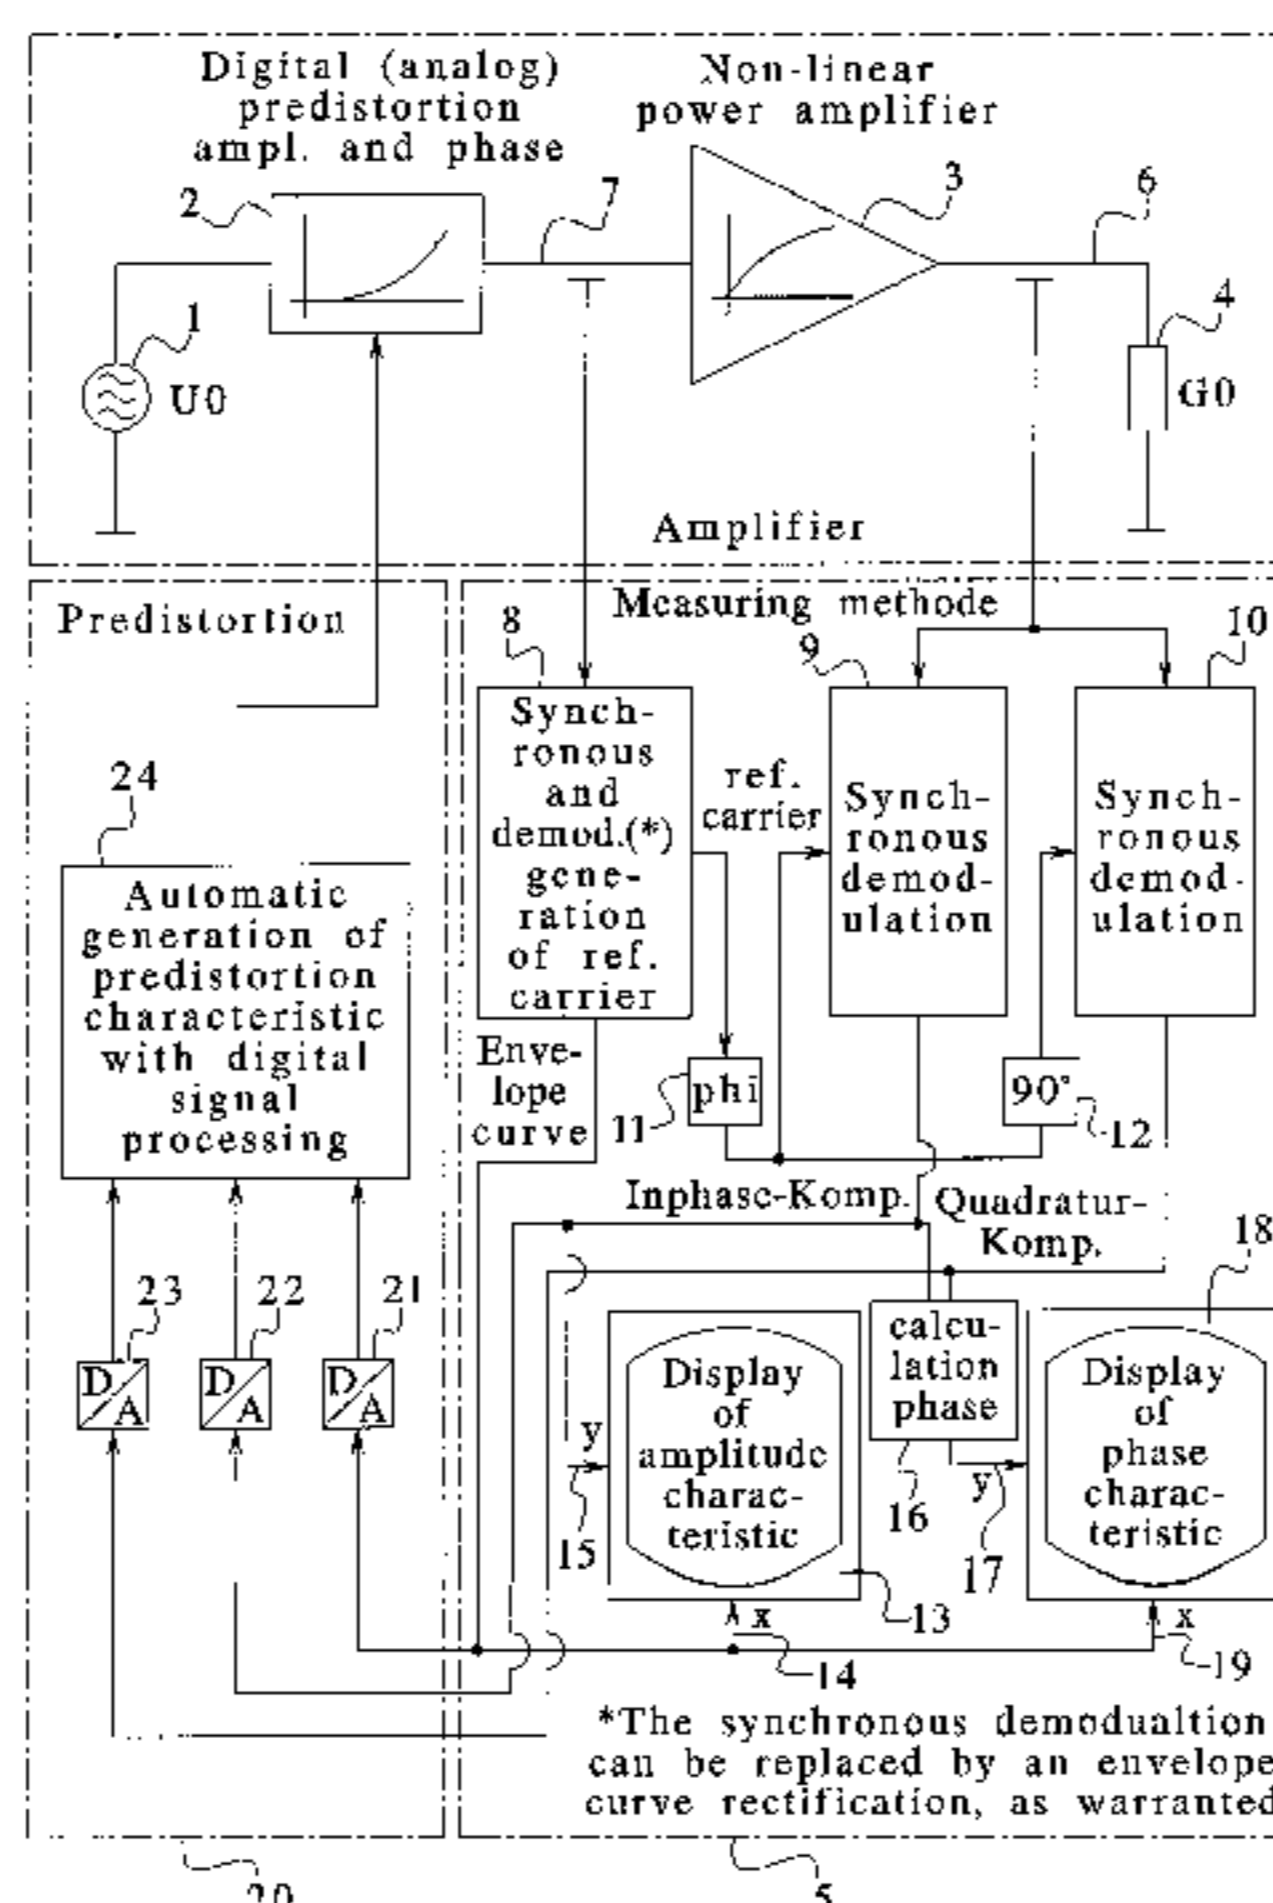 Digital (analog)
predistortion
ampl. and phase
Non-linear
power amplifier
2
7
3
6
1
4
U0
G0
Amplifier
Predistortion
Measuring methode
8
9
10
Synch-
ronous
and
demod.(*)
gene-
ration
of ref.
carrier
ref.
carrier
Synch-
ronous
demod-
ulation
Synch-
ronous
demod-
ulation
24
Automatic
generation of
predistortion
characteristic
with digital
signal
processing
Enve-
lope
curve
11
phi
90°
12
Inphase-Komp.
Quadratur-
Komp.
18
23
22
21
D/A
D/A
D/A
calcu-
lation
phase
Display
of
amplitude
charac-
teristic
Display
of
phase
charac-
teristic
y
15
16
y
17
13
x
14
x
19
*The synchronous demodualtion
can be replaced by an envelope
curve rectification, as warranted
20
5